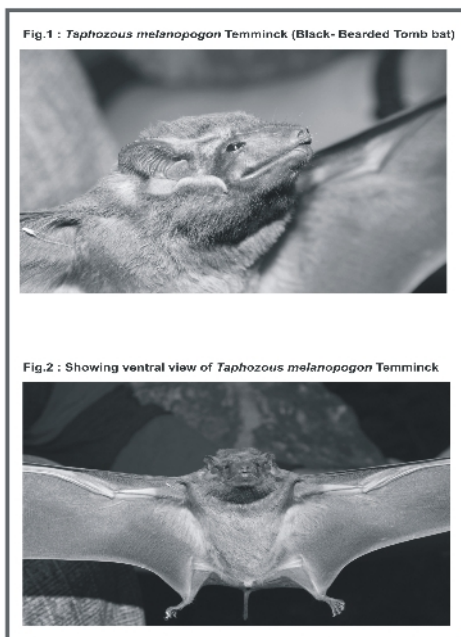 Fig.1 : Taphozous melanopogon Temminck (Black- Bearded Tomb bat)
Fig.2 : Showing ventral view of Taphozous melanopogon Temminck